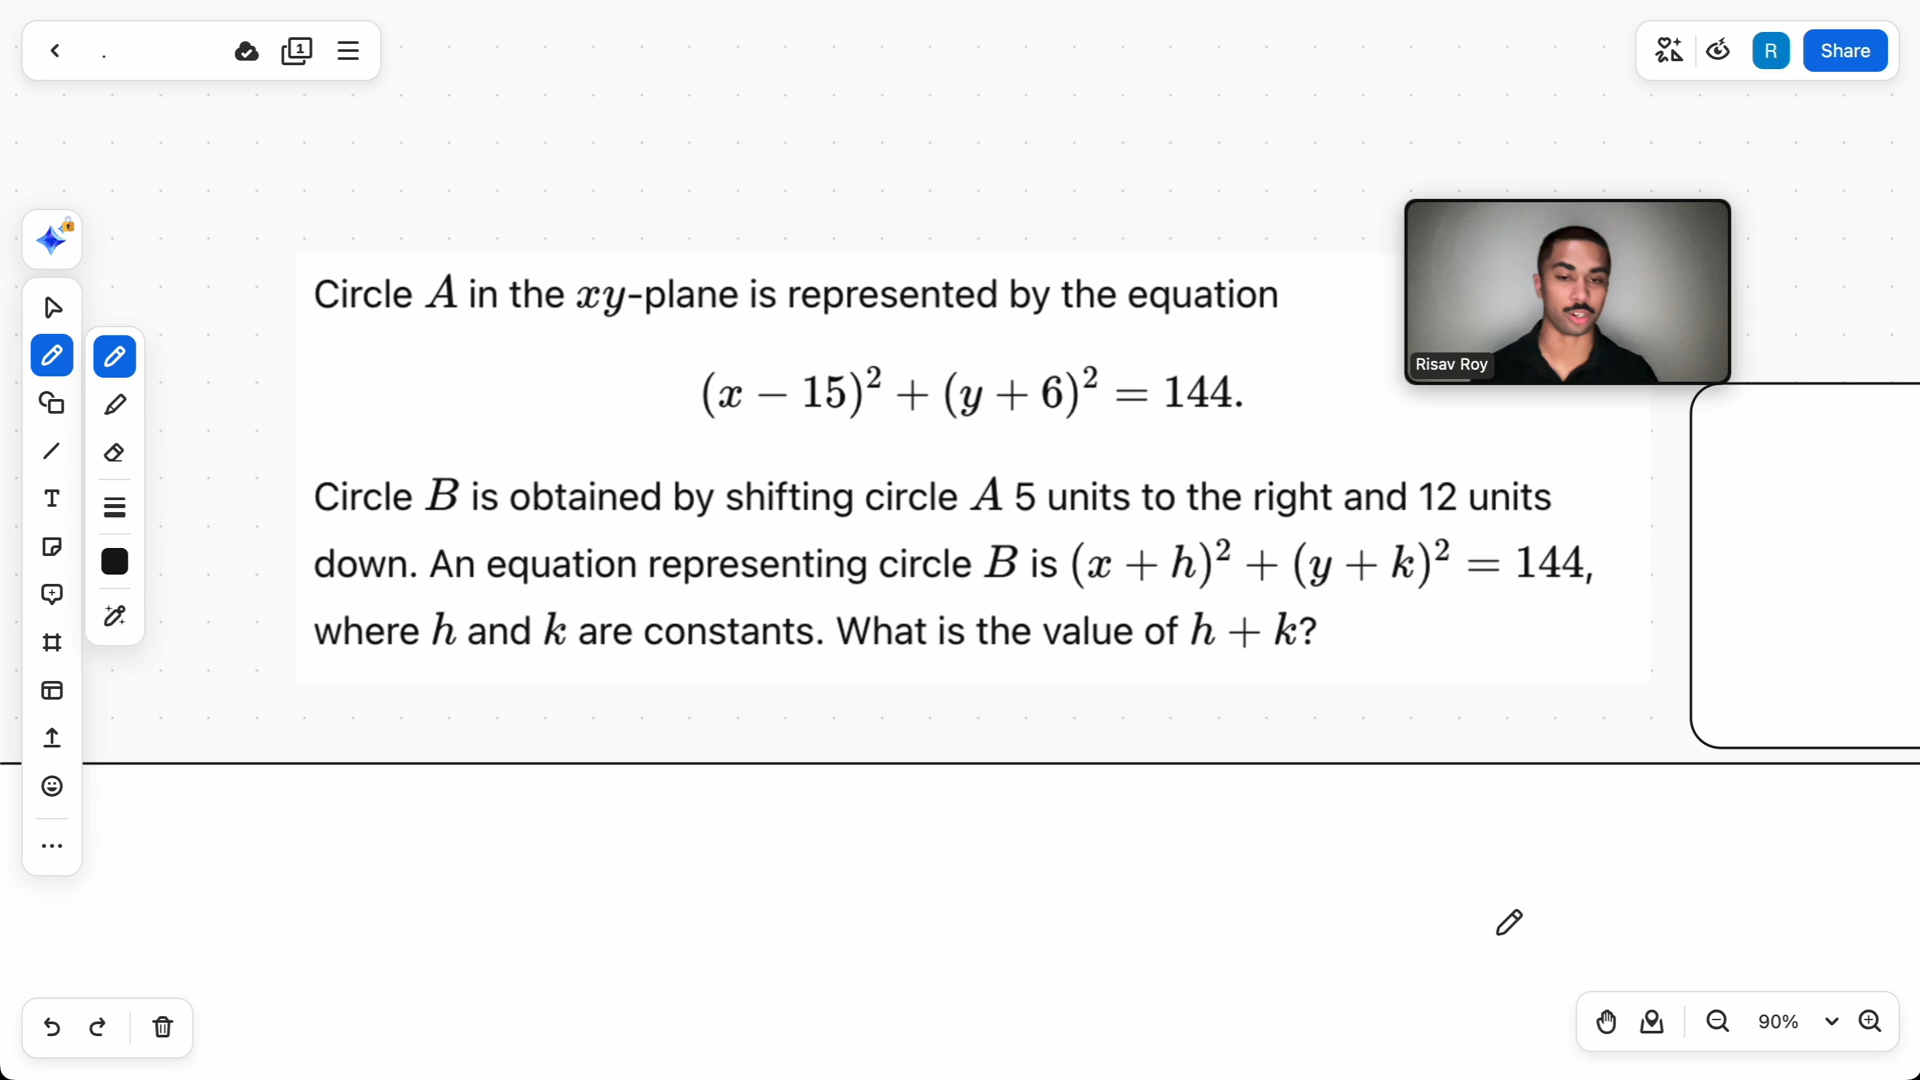 .
1
R
Share
Circle A in the xy-plane is represented by the equation
(x − 15)² + (y + 6)² = 144.
Risav Roy
Circle B is obtained by shifting circle A 5 units to the right and 12 units
down. An equation representing circle B is (x + h)² + (y + k)² = 144,
where h and k are constants. What is the value of h + k?
T
90%